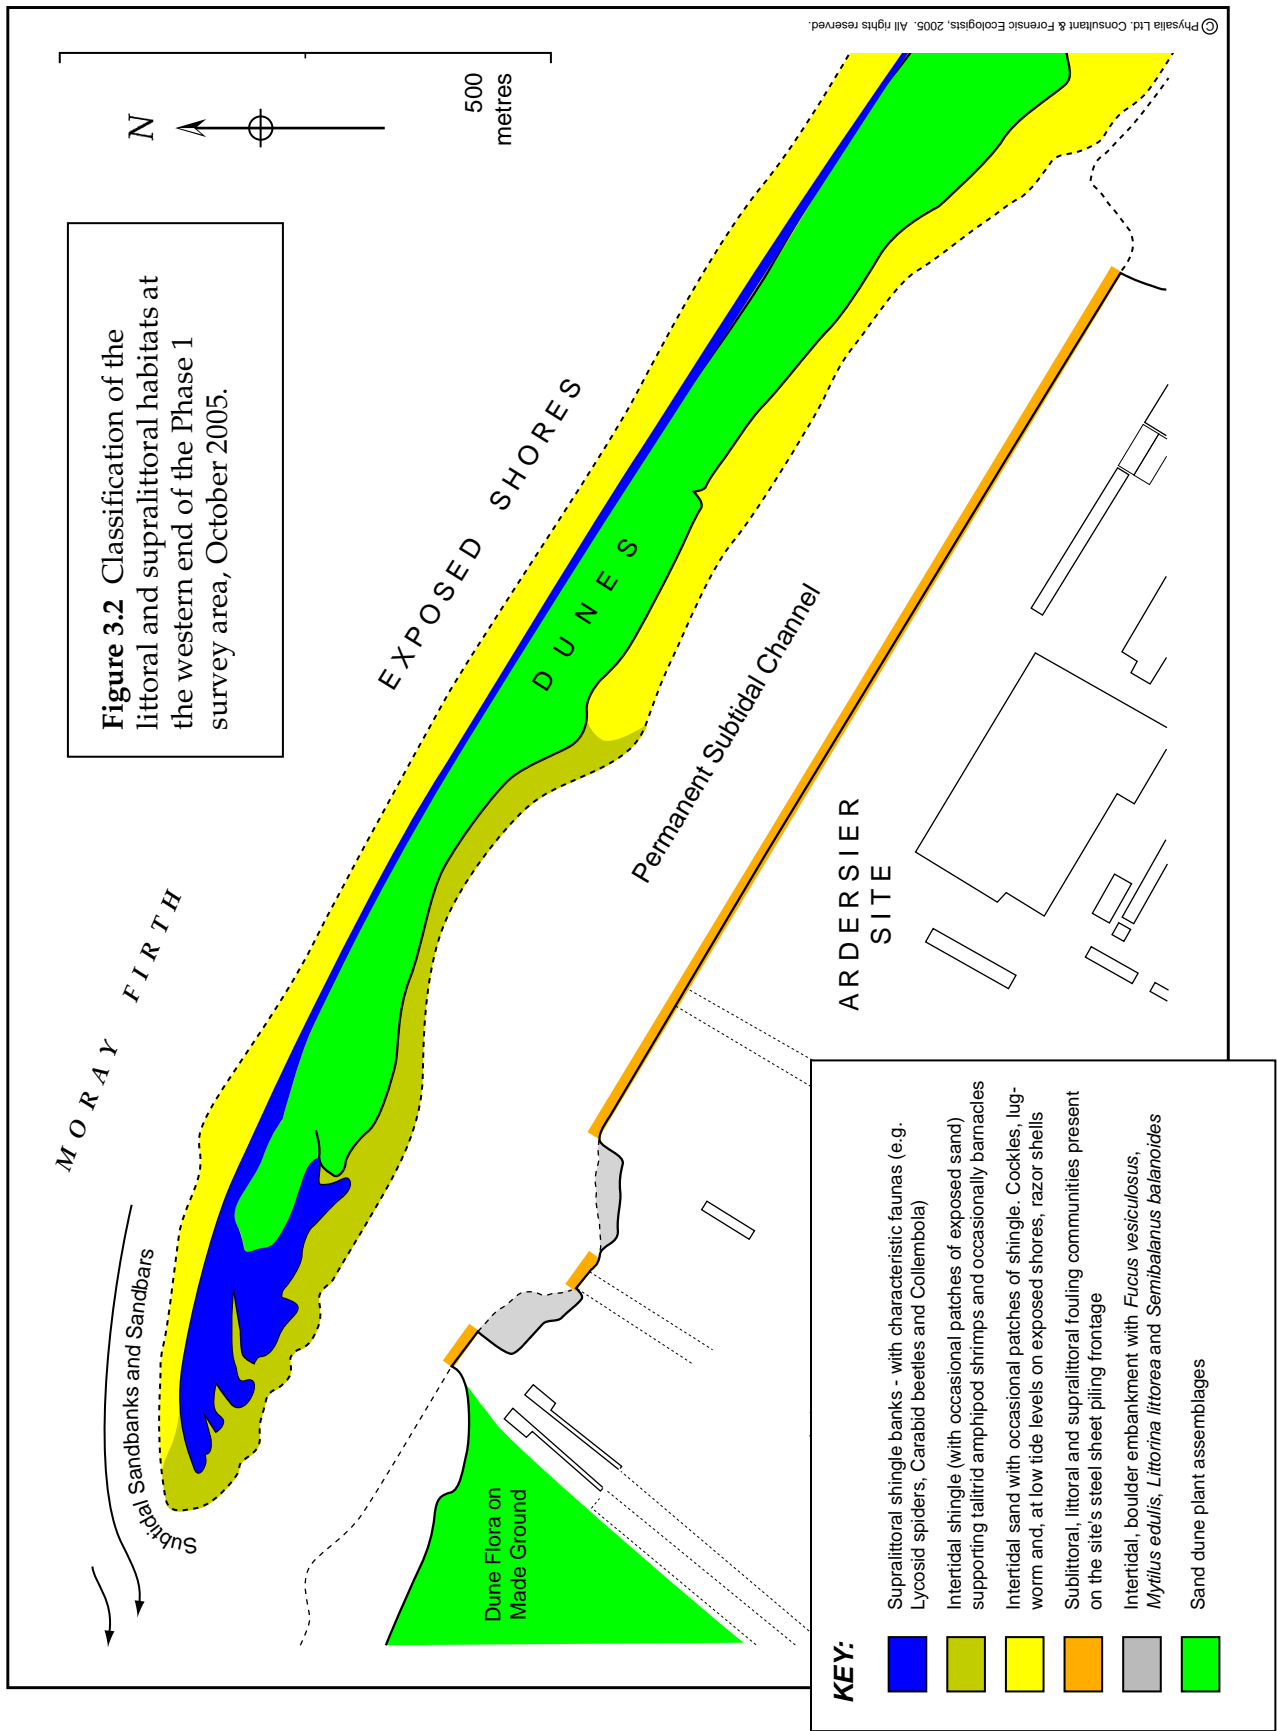 Figure 3.2 Classification of the
littoral and supralittoral habitats at
the western end of the Phase 1
survey area, October 2005.
N
500
metres
MORAY FIRTH
EXPOSED SHORES
DUNES
Subtidal Sandbanks and Sandbars
Permanent Subtidal Channel
ARDERSIER
SITE
Dune Flora on
Made Ground
KEY:
Supralittoral shingle banks - with characteristic faunas (e.g.
Lycosid spiders, Carabid beetles and Collembola)
Intertidal shingle (with occasional patches of exposed sand)
supporting talitrid amphipod shrimps and occasionally barnacles
Intertidal sand with occasional patches of shingle. Cockles, lug-
worm and, at low tide levels on exposed shores, razor shells
Sublittoral, littoral and supralittoral fouling communities present
on the site's steel sheet piling frontage
Intertidal, boulder embankment with Fucus vesiculosus,
Mytilus edulis, Littorina littorea and Semibalanus balanoides
Sand dune plant assemblages
© Physalia Ltd. Consultant & Forensic Ecologists, 2005. All rights reserved.